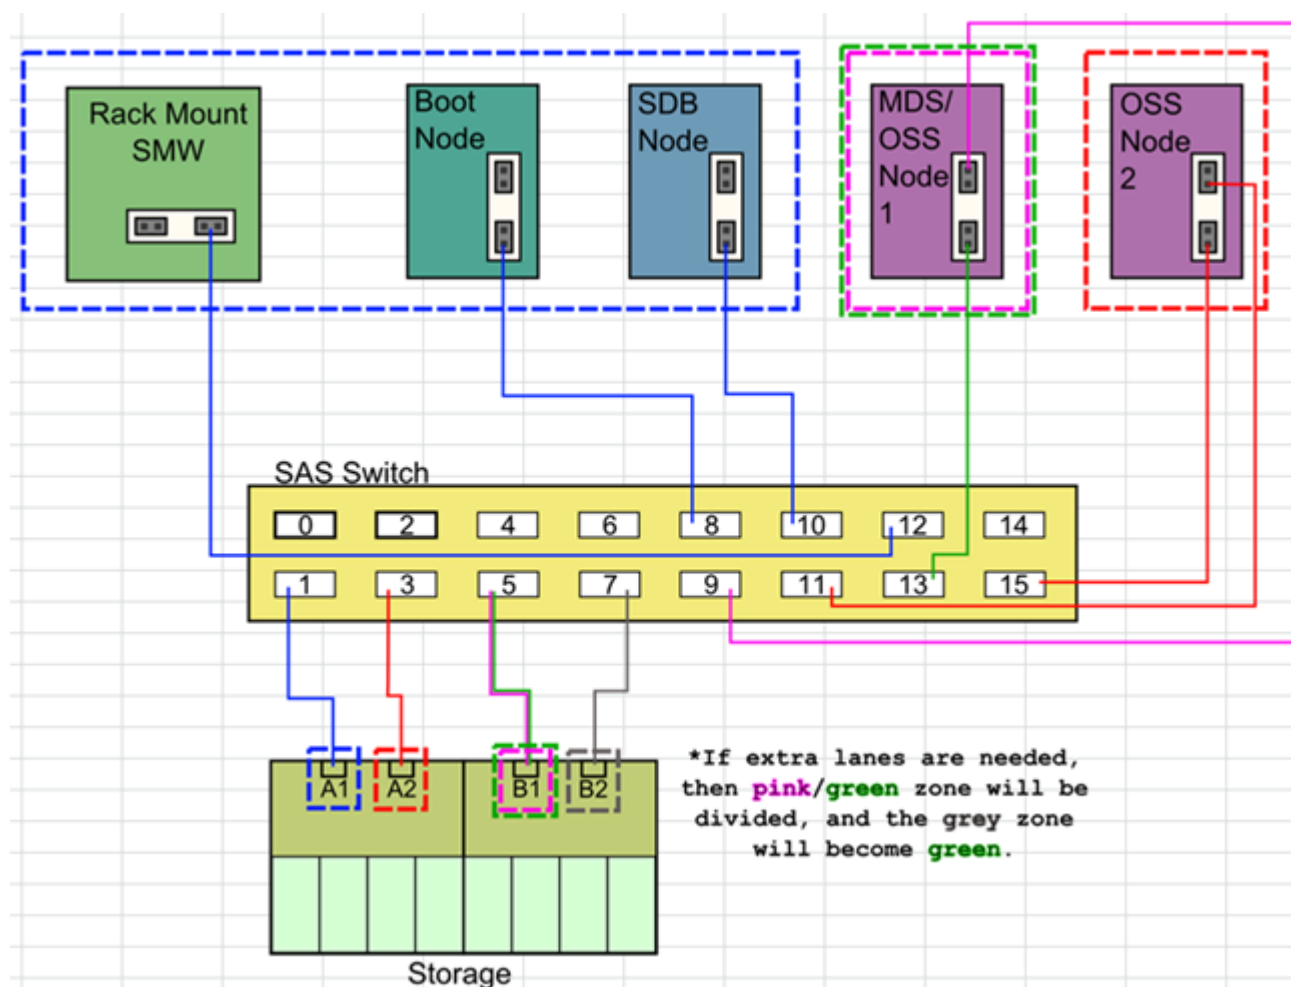 Rack Mount
SMW
Boot
Node
SDB
Node
MDS/
OSS
Node
1
OSS
Node
2
SAS Switch
0 2 4 6 8 10 12 14
1 3 5 7 9 11 13 15
A1 A2 B1 B2
*If extra lanes are needed,
then pink/green zone will be
divided, and the grey zone
will become green.
Storage